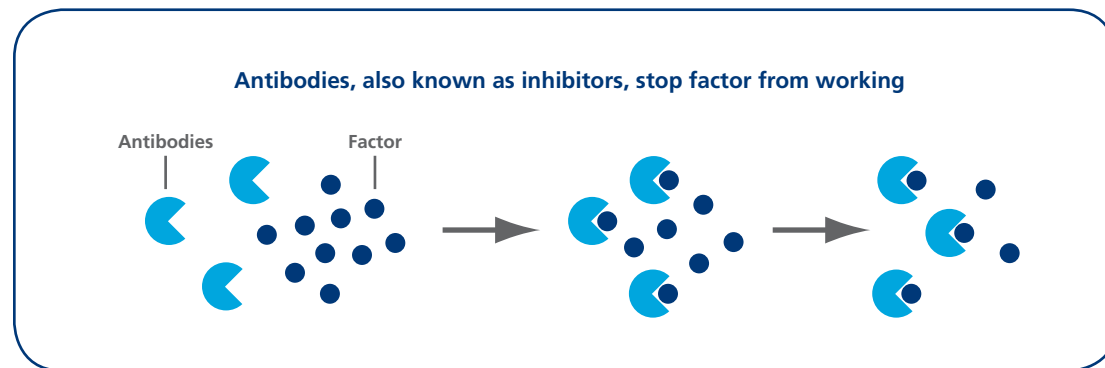 Antibodies, also known as inhibitors, stop factor from working
Antibodies
Factor